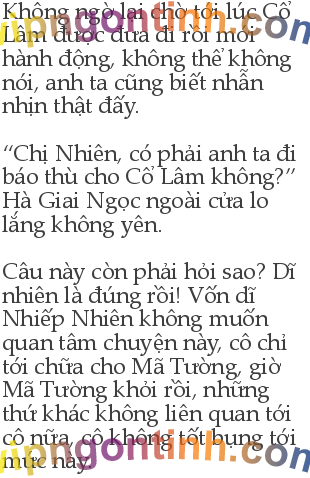 Không ngờ lại chờ tới lúc Cổ
Lâm được đưa đi rồi mới
hành động, không thể không
nói, anh ta cũng biết nhẫn
nhịn thật đấy.
“Chị Nhiên, có phải anh ta đi
báo thù cho Cổ Lâm không?”
Hà Giai Ngọc ngoài cửa lo
lắng không yên.
Câu này còn phải hỏi sao? Dĩ
nhiên là đúng rồi! Vốn dĩ
Nhiếp Nhiên không muốn
quan tâm chuyện này, cô chỉ
tới chữa cho Mã Tường, giờ
Mã Tường khỏi rồi, những
thứ khác không liên quan tới
cô nữa, cô không tốt bụng tới
mức này.
vipngontinh.com
vipngontinh.com